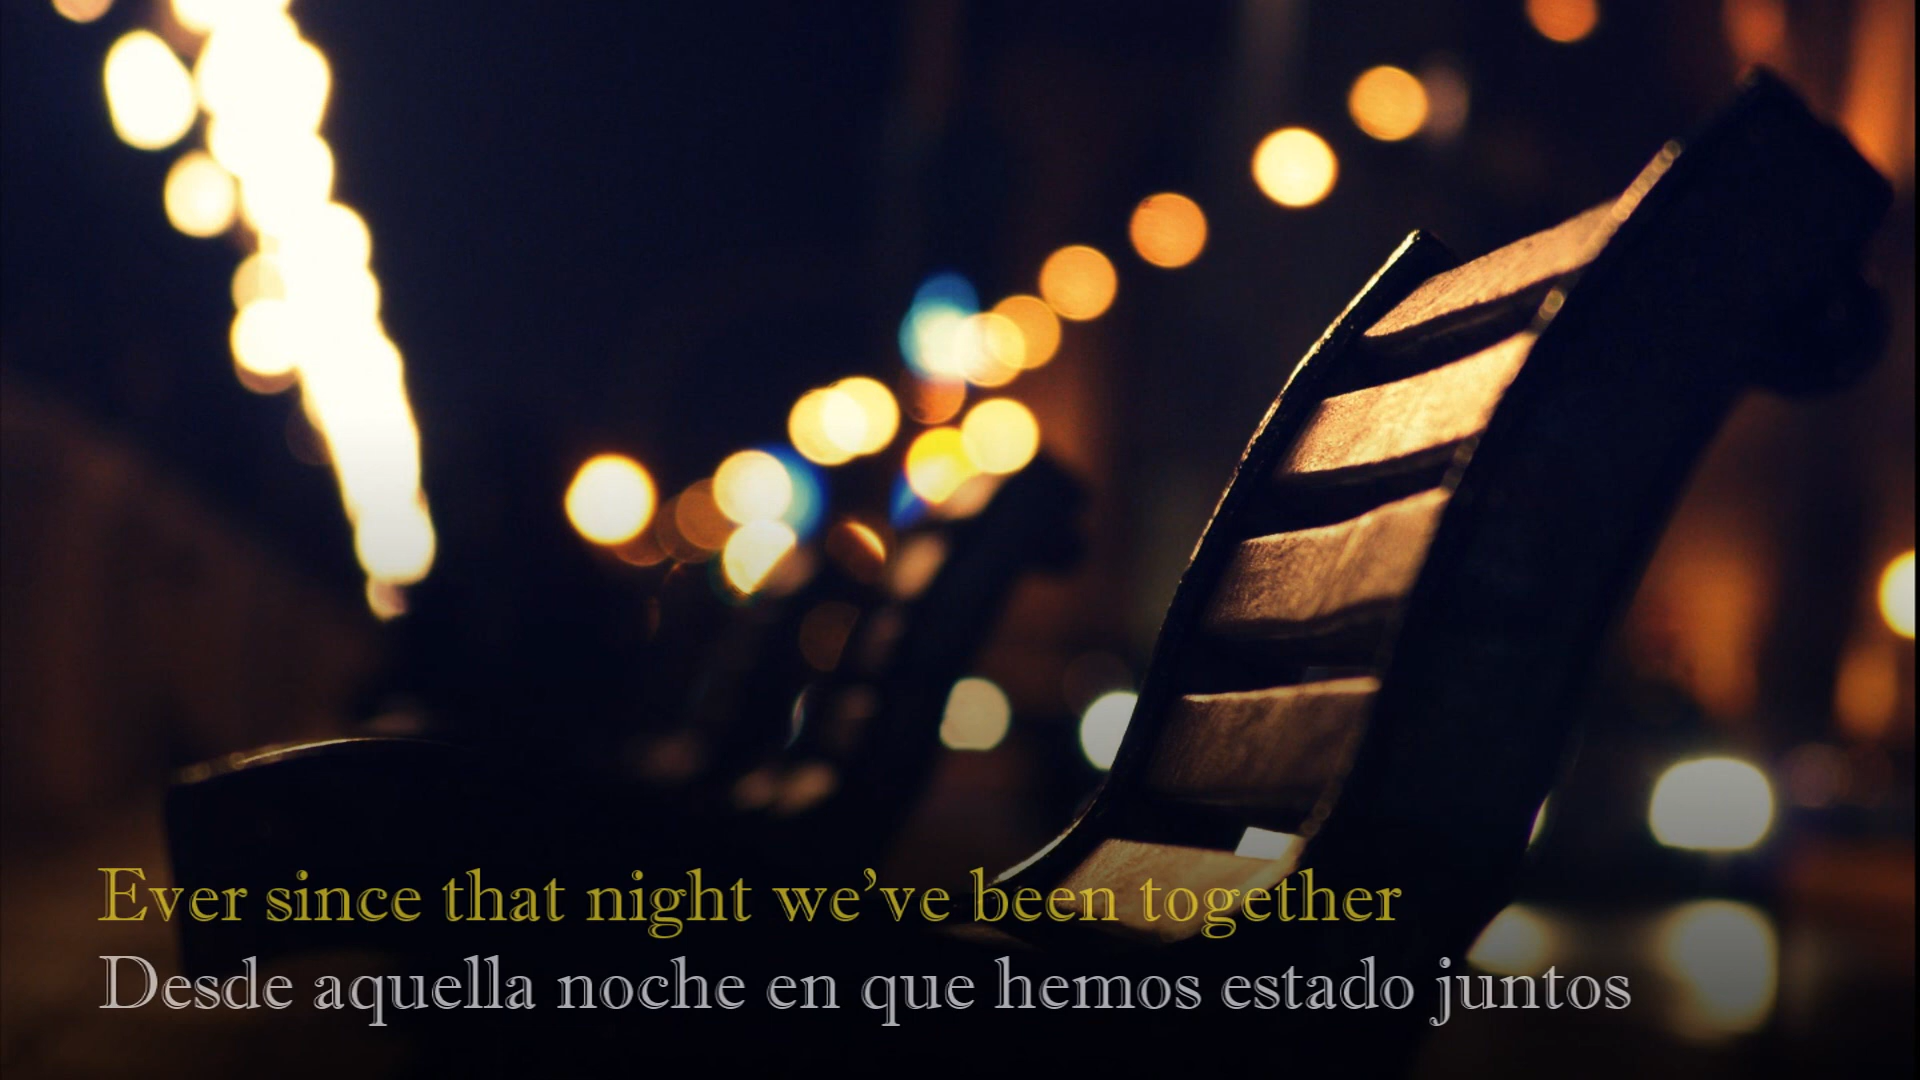 Ever since that night we’ve been together
Desde aquella noche en que hemos estado juntos